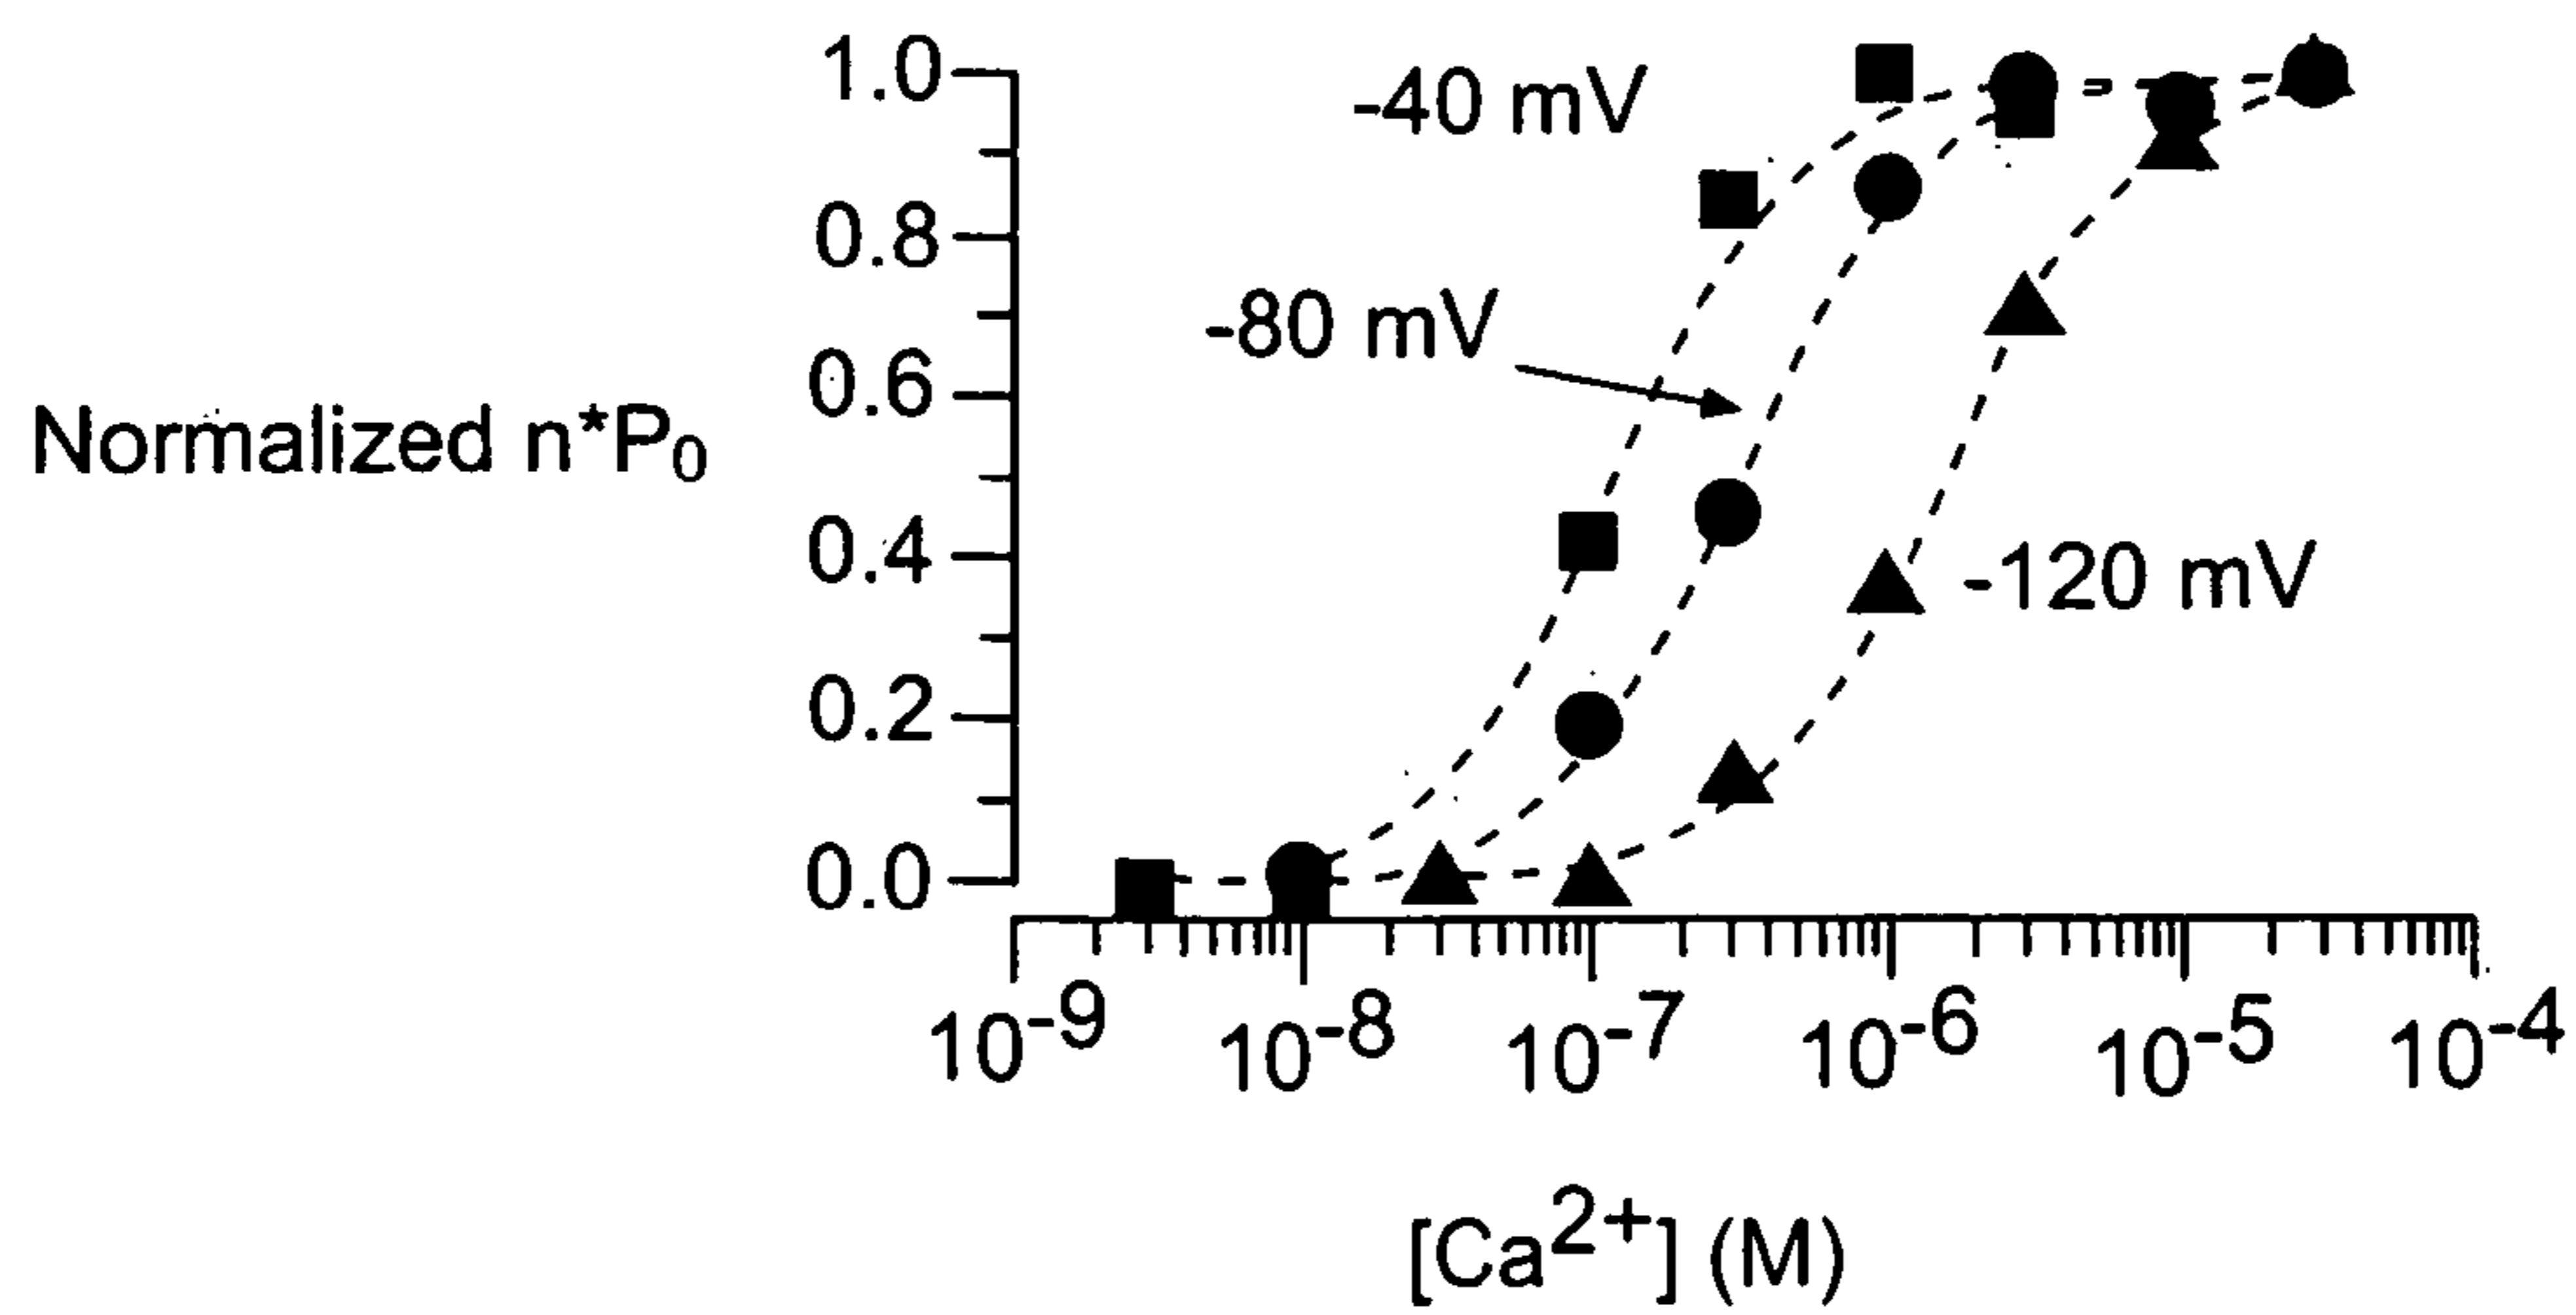 1.0
-40 mV
0.8
-80 mV
0.6
Normalized n*P₀
0.4
-120 mV
0.2
0.0
10⁻⁹ 10⁻⁸ 10⁻⁷ 10⁻⁶ 10⁻⁵ 10⁻⁴
[Ca²⁺] (M)